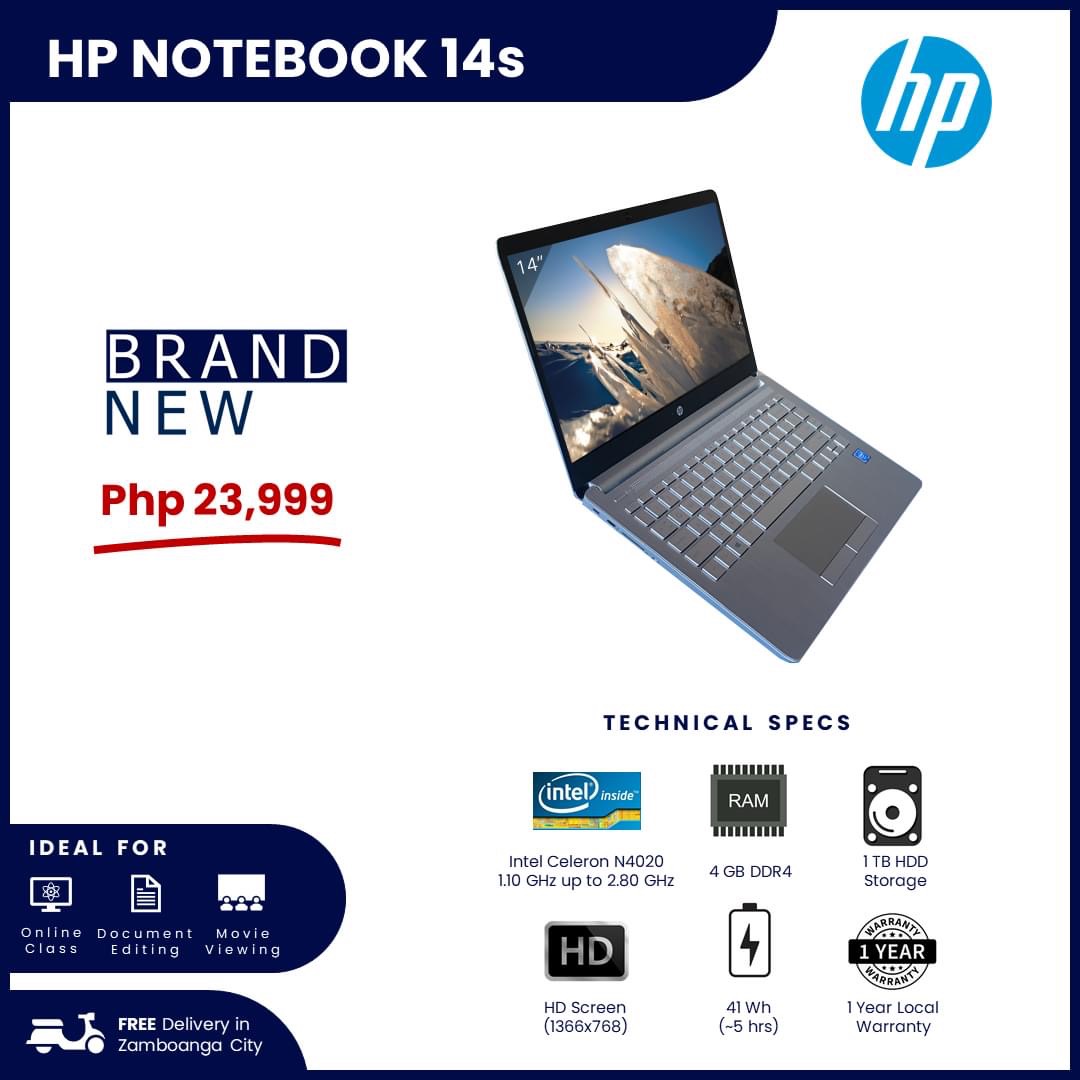 HP NOTEBOOK 14s
hp
14"
BRAND
NEW
Php 23,999
TECHNICAL SPECS
intel inside™
RAM
Intel Celeron N4020
1.10 GHz up to 2.80 GHz
4 GB DDR4
1 TB HDD
Storage
HD
WARRANTY
1 YEAR
WARRANTY
HD Screen
(1366x768)
41 Wh
(~5 hrs)
1 Year Local
Warranty
IDEAL FOR
Online
Class
Document
Editing
Movie
Viewing
FREE Delivery in
Zamboanga City